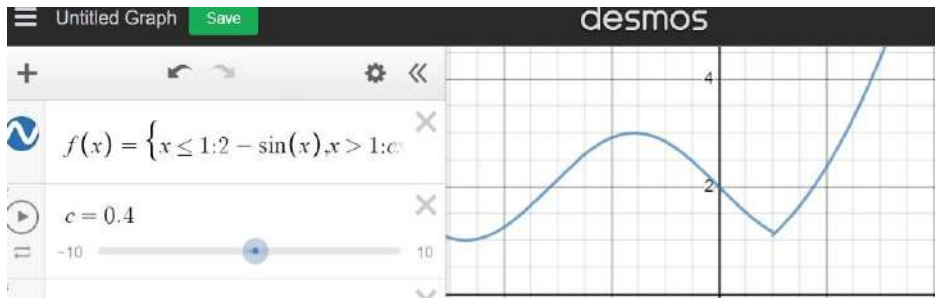 Untitled Graph Save desmos
f(x) = {x ≤ 1:2 − sin(x),x > 1:c
c = 0.4
-10 10
4
2